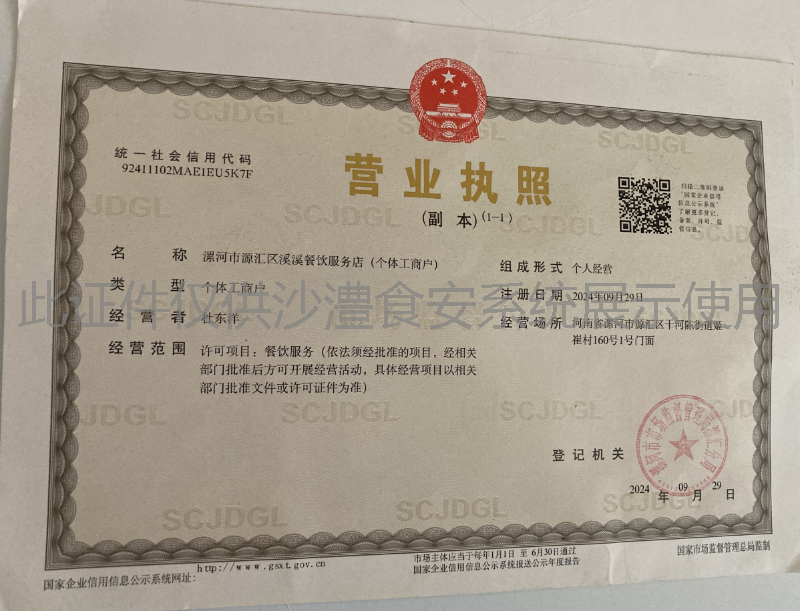 营业执照
(副 本)(1-1)
统一社会信用代码
92411102MAE1EU5K7F
扫描二维码登录
"国家企业信用
信息公示系统"
了解更多登记、
备案、许可、监
管信息。
名 称 漯河市源汇区溪溪餐饮服务店(个体工商户)
类 型 个体工商户
经营者 杜东洋
经营范围 许可项目:餐饮服务(依法须经批准的项目,经相关
部门批准后方可开展经营活动,具体经营项目以相关
部门批准文件或许可证件为准)
组成形式 个人经营
注册日期 2024年09月29日
经营场所 河南省漯河市源汇区干河陈街道姬
崔村160号1号门面
此证件仅供沙澧食安系统展示使用
登记机关
2024 年 09 月 29 日
SCJDGL
SCJDGL
SCJDGL
SCJDGL
SCJDGL
SCJDGL
SCJDGL
SCJDGL
SCJDGL
SCJDGL
国家企业信用信息公示系统网址:
http://www.gsxt.gov.cn
市场主体应当于每年1月1日 至 6月30日通过
国家企业信用信息公示系统报送公示年度报告
国家市场监督管理总局监制